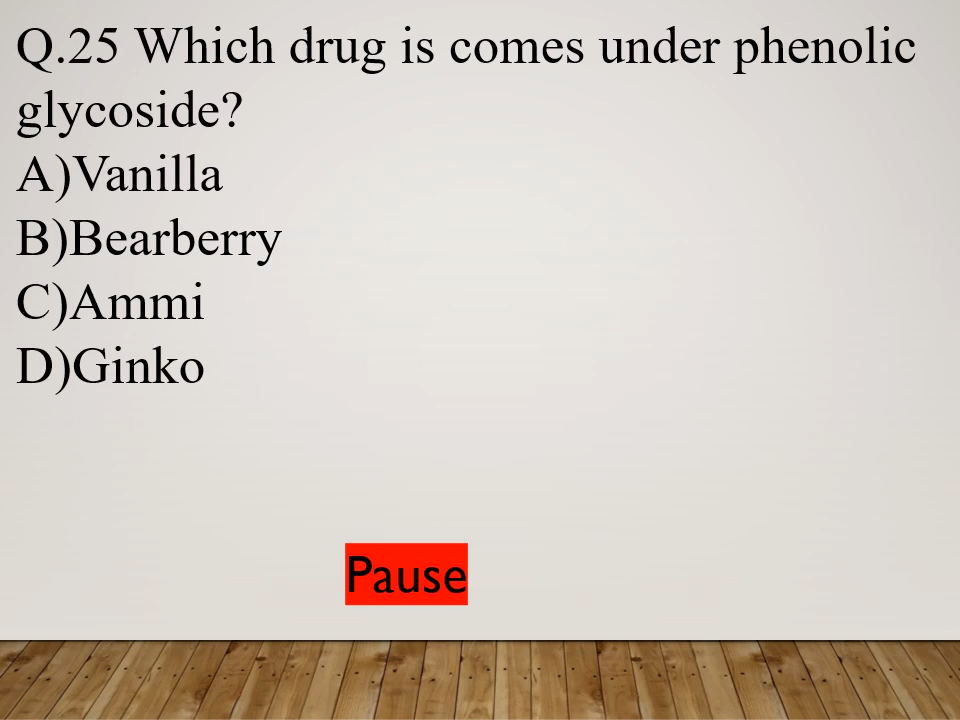 Q.25 Which drug is comes under phenolic
glycoside?
A)Vanilla
B)Bearberry
C)Ammi
D)Ginko
Pause